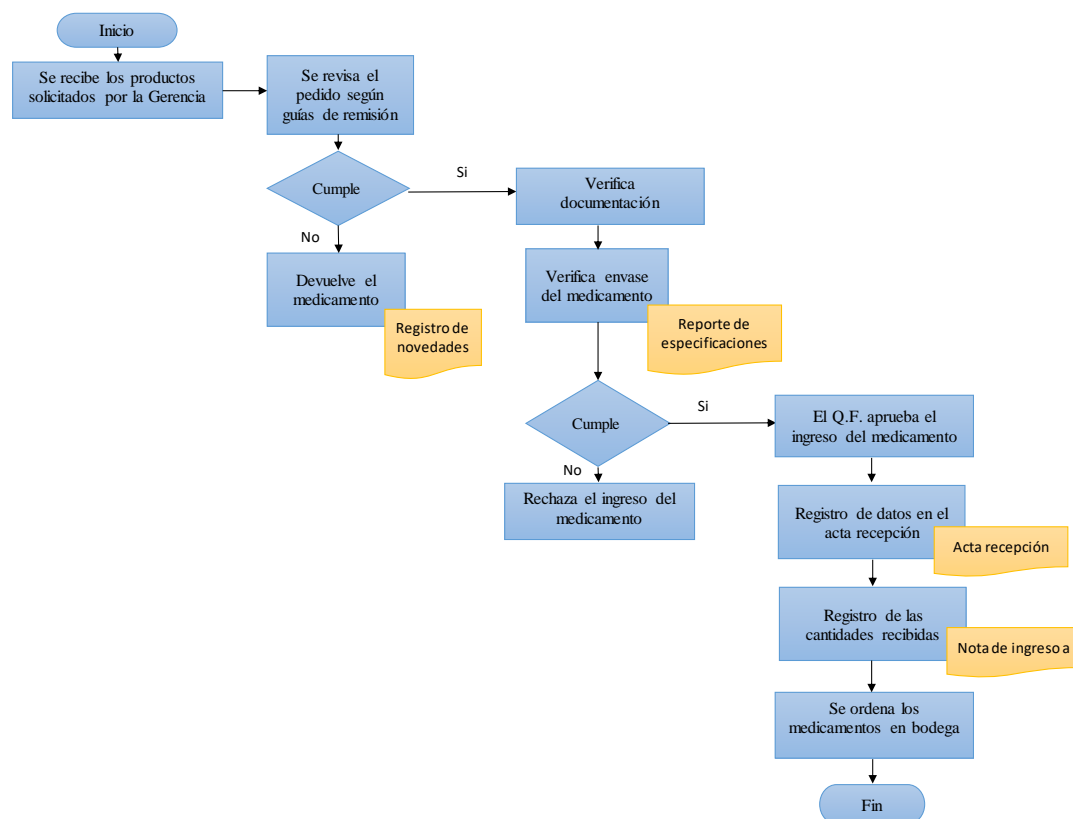 Inicio
Se recibe los productos
solicitados por la Gerencia
Se revisa el
pedido según
guías de remisión
Cumple
Si
No
Devuelve el
medicamento
Registro de
novedades
Verifica
documentación
Verifica envase
del medicamento
Reporte de
especificaciones
Cumple
Si
No
Rechaza el ingreso del
medicamento
El Q.F. aprueba el
ingreso del medicamento
Registro de datos en el
acta recepción
Acta recepción
Registro de las
cantidades recibidas
Nota de ingreso a
Se ordena los
medicamentos en bodega
Fin